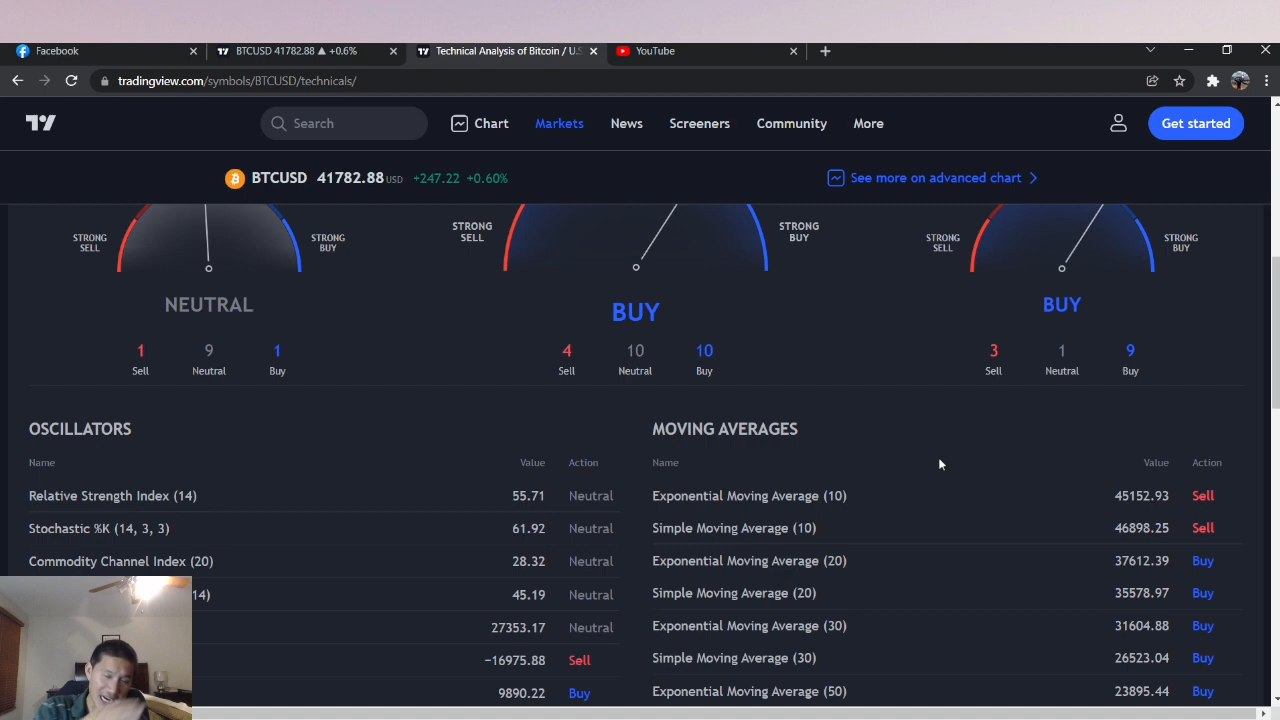 Facebook
BTCUSD 41782.88 ▲ +0.6%
Technical Analysis of Bitcoin / U.S
YouTube
tradingview.com/symbols/BTCUSD/technicals/
Search
Chart
Markets
News
Screeners
Community
More
Get started
BTCUSD 41782.88 USD +247.22 +0.60%
See more on advanced chart
STRONG
SELL
STRONG
BUY
NEUTRAL
1 9 1
Sell Neutral Buy
STRONG
SELL
STRONG
BUY
BUY
4 10 10
Sell Neutral Buy
STRONG
SELL
STRONG
BUY
BUY
3 1 9
Sell Neutral Buy
OSCILLATORS
Name Value Action
Relative Strength Index (14) 55.71 Neutral
Stochastic %K (14, 3, 3) 61.92 Neutral
Commodity Channel Index (20) 28.32 Neutral
14) 45.19 Neutral
27353.17 Neutral
−16975.88 Sell
9890.22 Buy
MOVING AVERAGES
Name Value Action
Exponential Moving Average (10) 45152.93 Sell
Simple Moving Average (10) 46898.25 Sell
Exponential Moving Average (20) 37612.39 Buy
Simple Moving Average (20) 35578.97 Buy
Exponential Moving Average (30) 31604.88 Buy
Simple Moving Average (30) 26523.04 Buy
Exponential Moving Average (50) 23895.44 Buy